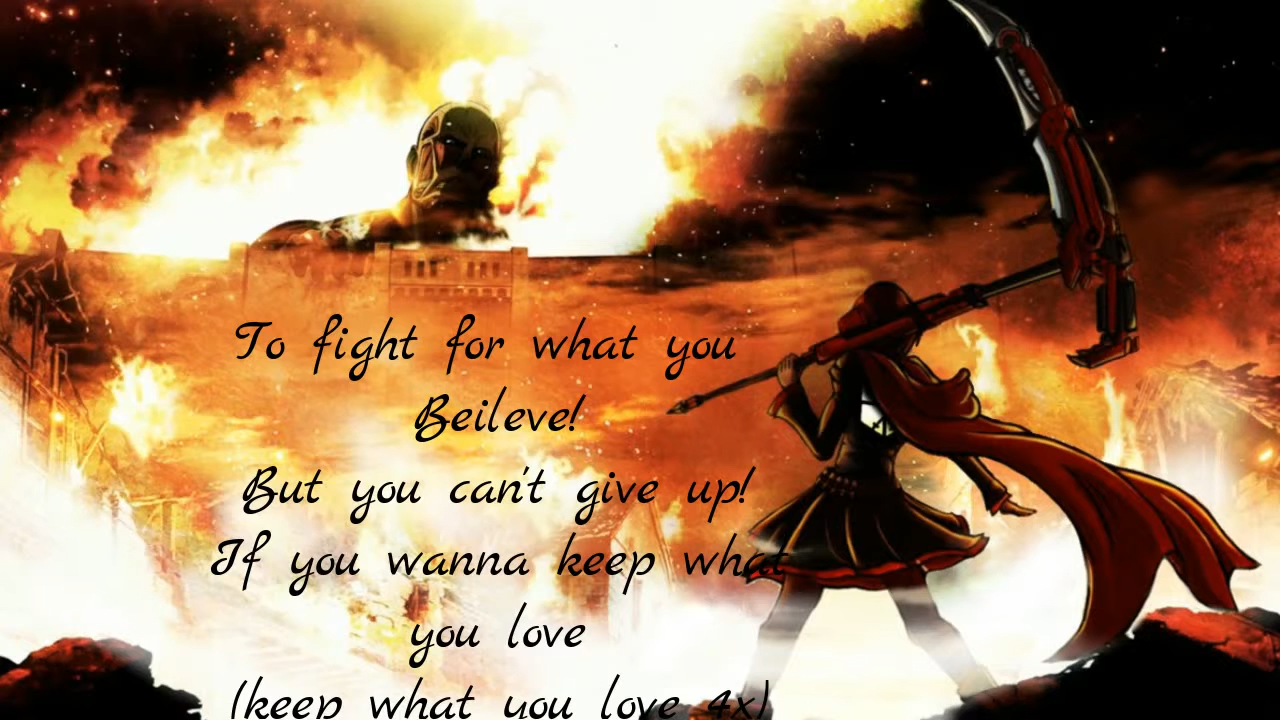 To fight for what you
Beileve!
But you can't give up!
If you wanna keep what
you love
(keep what you love 4x)